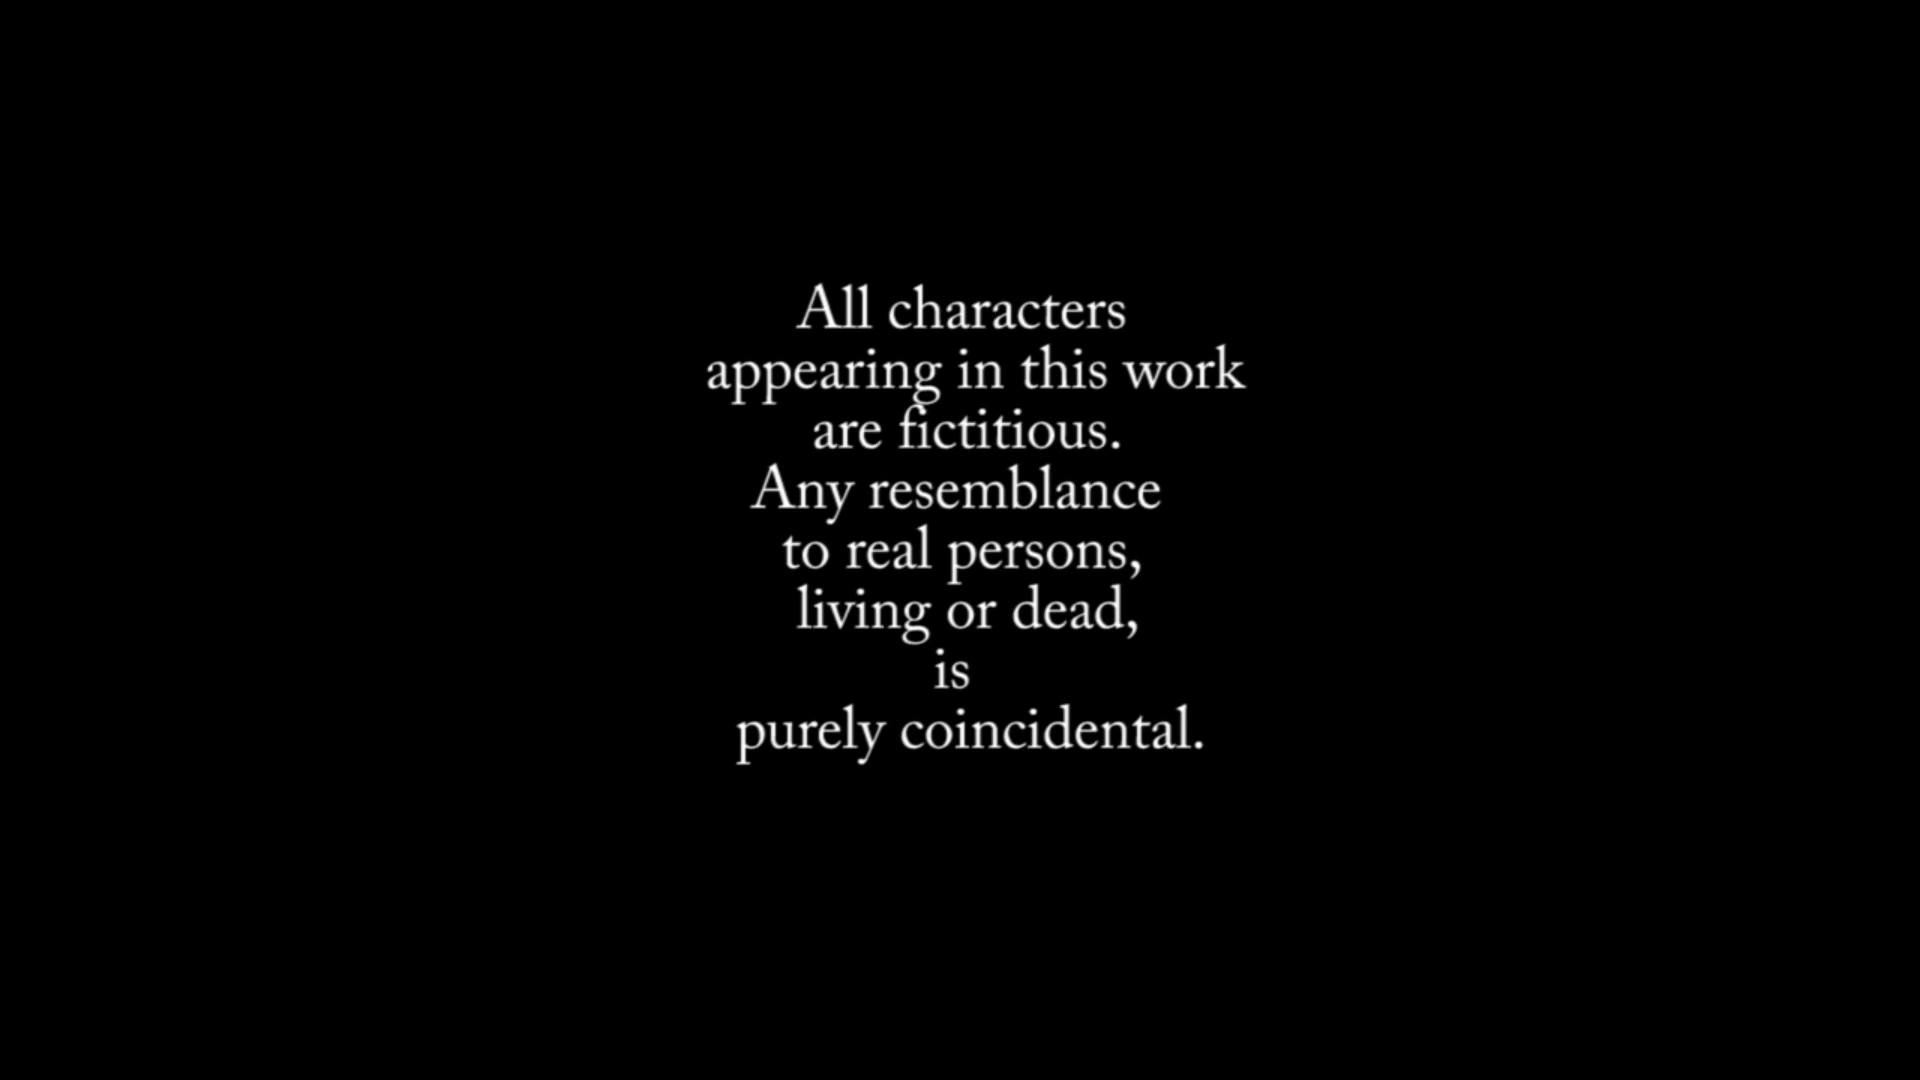 All characters
appearing in this work
are fictitious.
Any resemblance
to real persons,
living or dead,
is
purely coincidental.